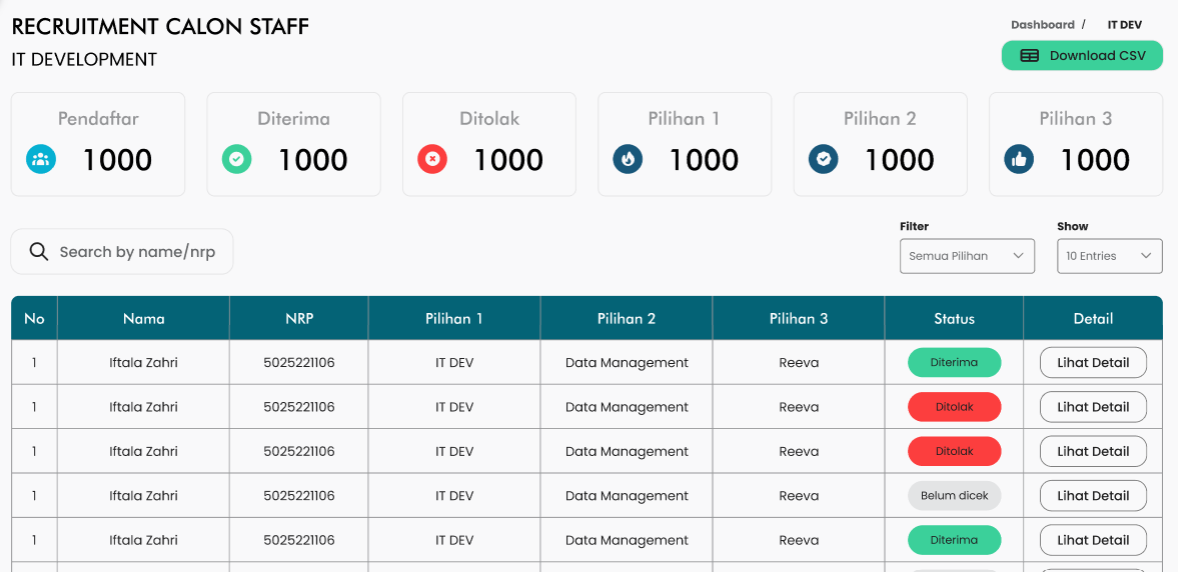 RECRUITMENT CALON STAFF
Dashboard / IT DEV
IT DEVELOPMENT
Download CSV
Pendaftar Diterima Ditolak Pilihan 1 Pilihan 2 Pilihan 3
1000 1000 1000 1000 1000 1000
Filter Show
Search by name/nrp Semua Pilihan 10 Entries
No Nama NRP Pilihan 1 Pilihan 2 Pilihan 3 Status Detail
1 Iftala Zahri 5025221106 IT DEV Data Management Reeva Diterima Lihat Detail
1 Iftala Zahri 5025221106 IT DEV Data Management Reeva Ditolak Lihat Detail
1 Iftala Zahri 5025221106 IT DEV Data Management Reeva Ditolak Lihat Detail
1 Iftala Zahri 5025221106 IT DEV Data Management Reeva Belum dicek Lihat Detail
1 Iftala Zahri 5025221106 IT DEV Data Management Reeva Diterima Lihat Detail